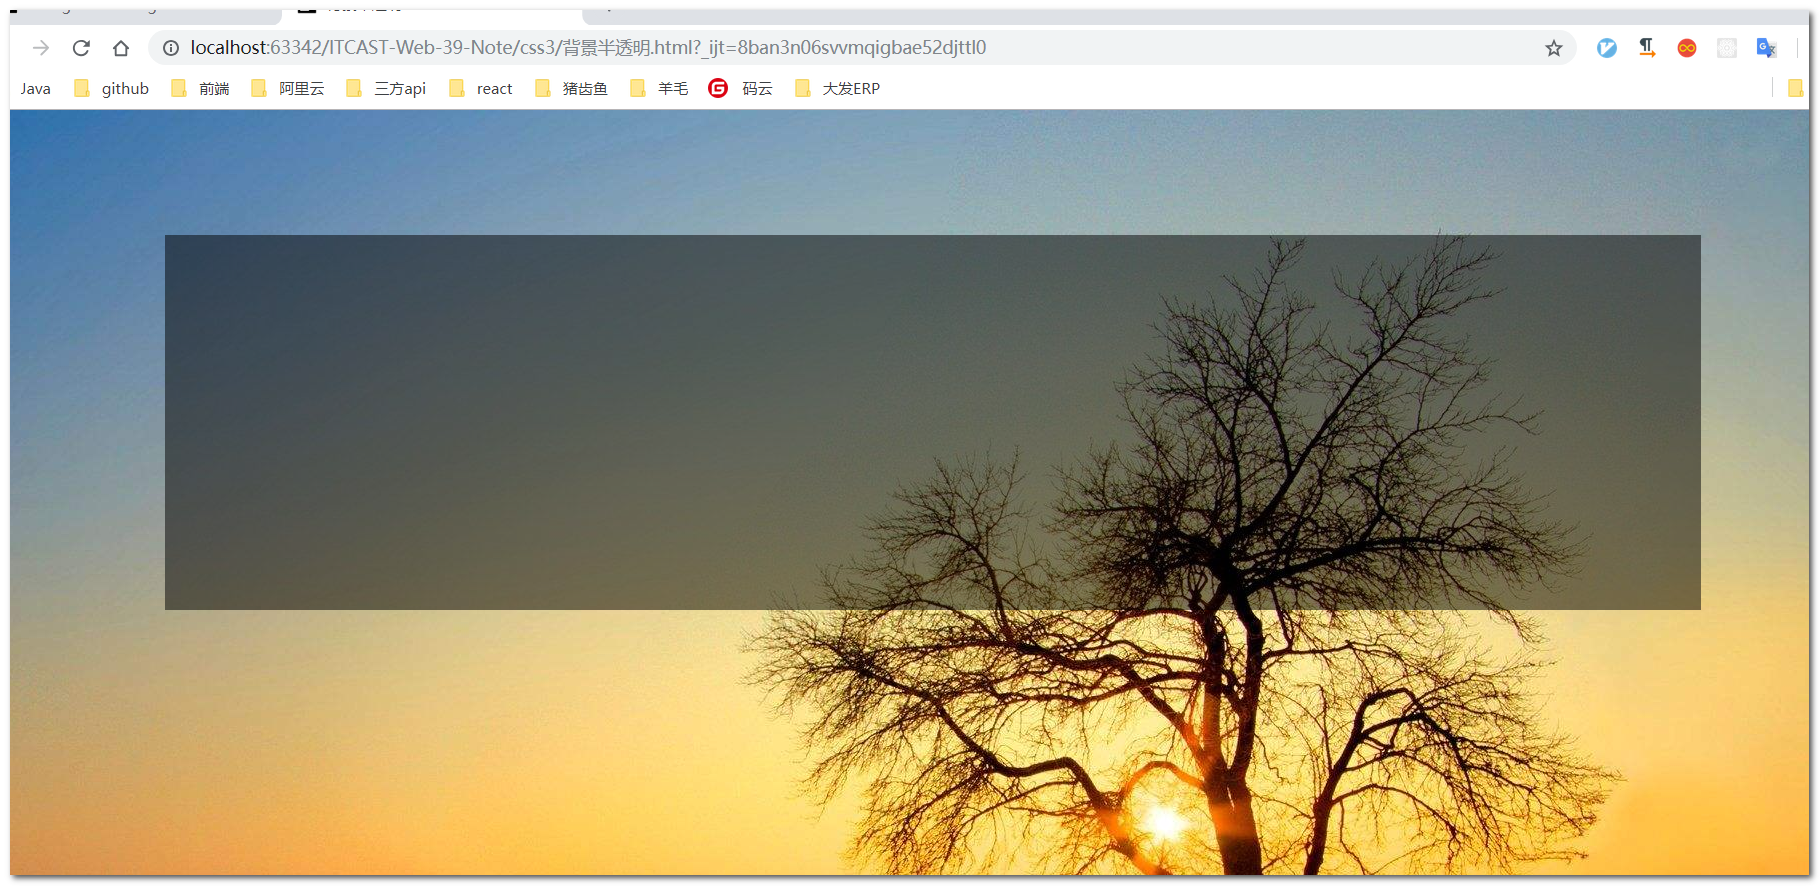 localhost:63342/ITCAST-Web-39-Note/css3/背景半透明.html?_ijt=8ban3n06svvmqigbae52djttl0
Java github 前端 阿里云 三方api react 猪齿鱼 羊毛 G 码云 大发ERP